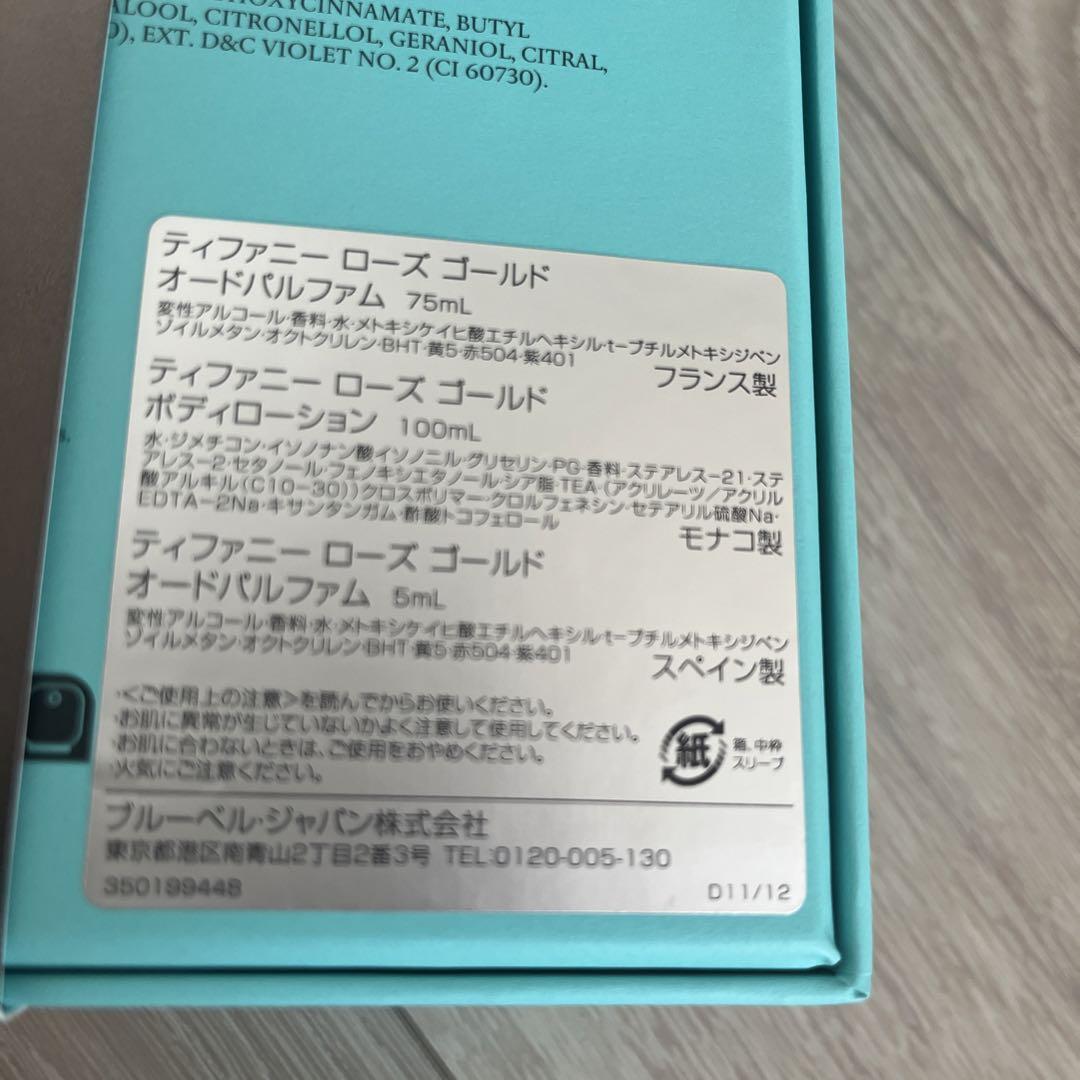 OXYCINNAMATE, BUTYL
ALOOL, CITRONELLOL, GERANIOL, CITRAL,
), EXT. D&C VIOLET NO. 2 (CI 60730).
ティファニー ローズ ゴールド
オードパルファム 75mL
変性アルコール・香料・水・メトキシケイヒ酸エチルヘキシル・t-ブチルメトキシジベン
ゾイルメタン・オクトクリレン・BHT・黄5・赤504・紫401
フランス製
ティファニー ローズ ゴールド
ボディローション 100mL
水・ジメチコン・イソノナン酸イソノニル・グリセリン・PG・香料・ステアレス-21・ステ
アレス-2・セタノール・フェノキシエタノール・シア脂・TEA・(アクリレーツ/アクリル
酸アルキル(C10-30))クロスポリマー・クロルフェネシン・セテアリル硫酸Na・
EDTA-2Na・キサンタンガム・酢酸トコフェロール
モナコ製
ティファニー ローズ ゴールド
オードパルファム 5mL
変性アルコール・香料・水・メトキシケイヒ酸エチルヘキシル・t-ブチルメトキシジベン
ゾイルメタン・オクトクリレン・BHT・黄5・赤504・紫401
スペイン製
・<ご使用上の注意>を読んでからお使いください。
・お肌に異常が生じていないかよく注意して使用してください。
・お肌に合わないときは、ご使用をおやめください。
・火気にご注意ください。
紙
箱、中枠
スリーブ
ブルーベル・ジャパン株式会社
東京都港区南青山2丁目2番3号 TEL:0120-005-130
350199448
D11/12